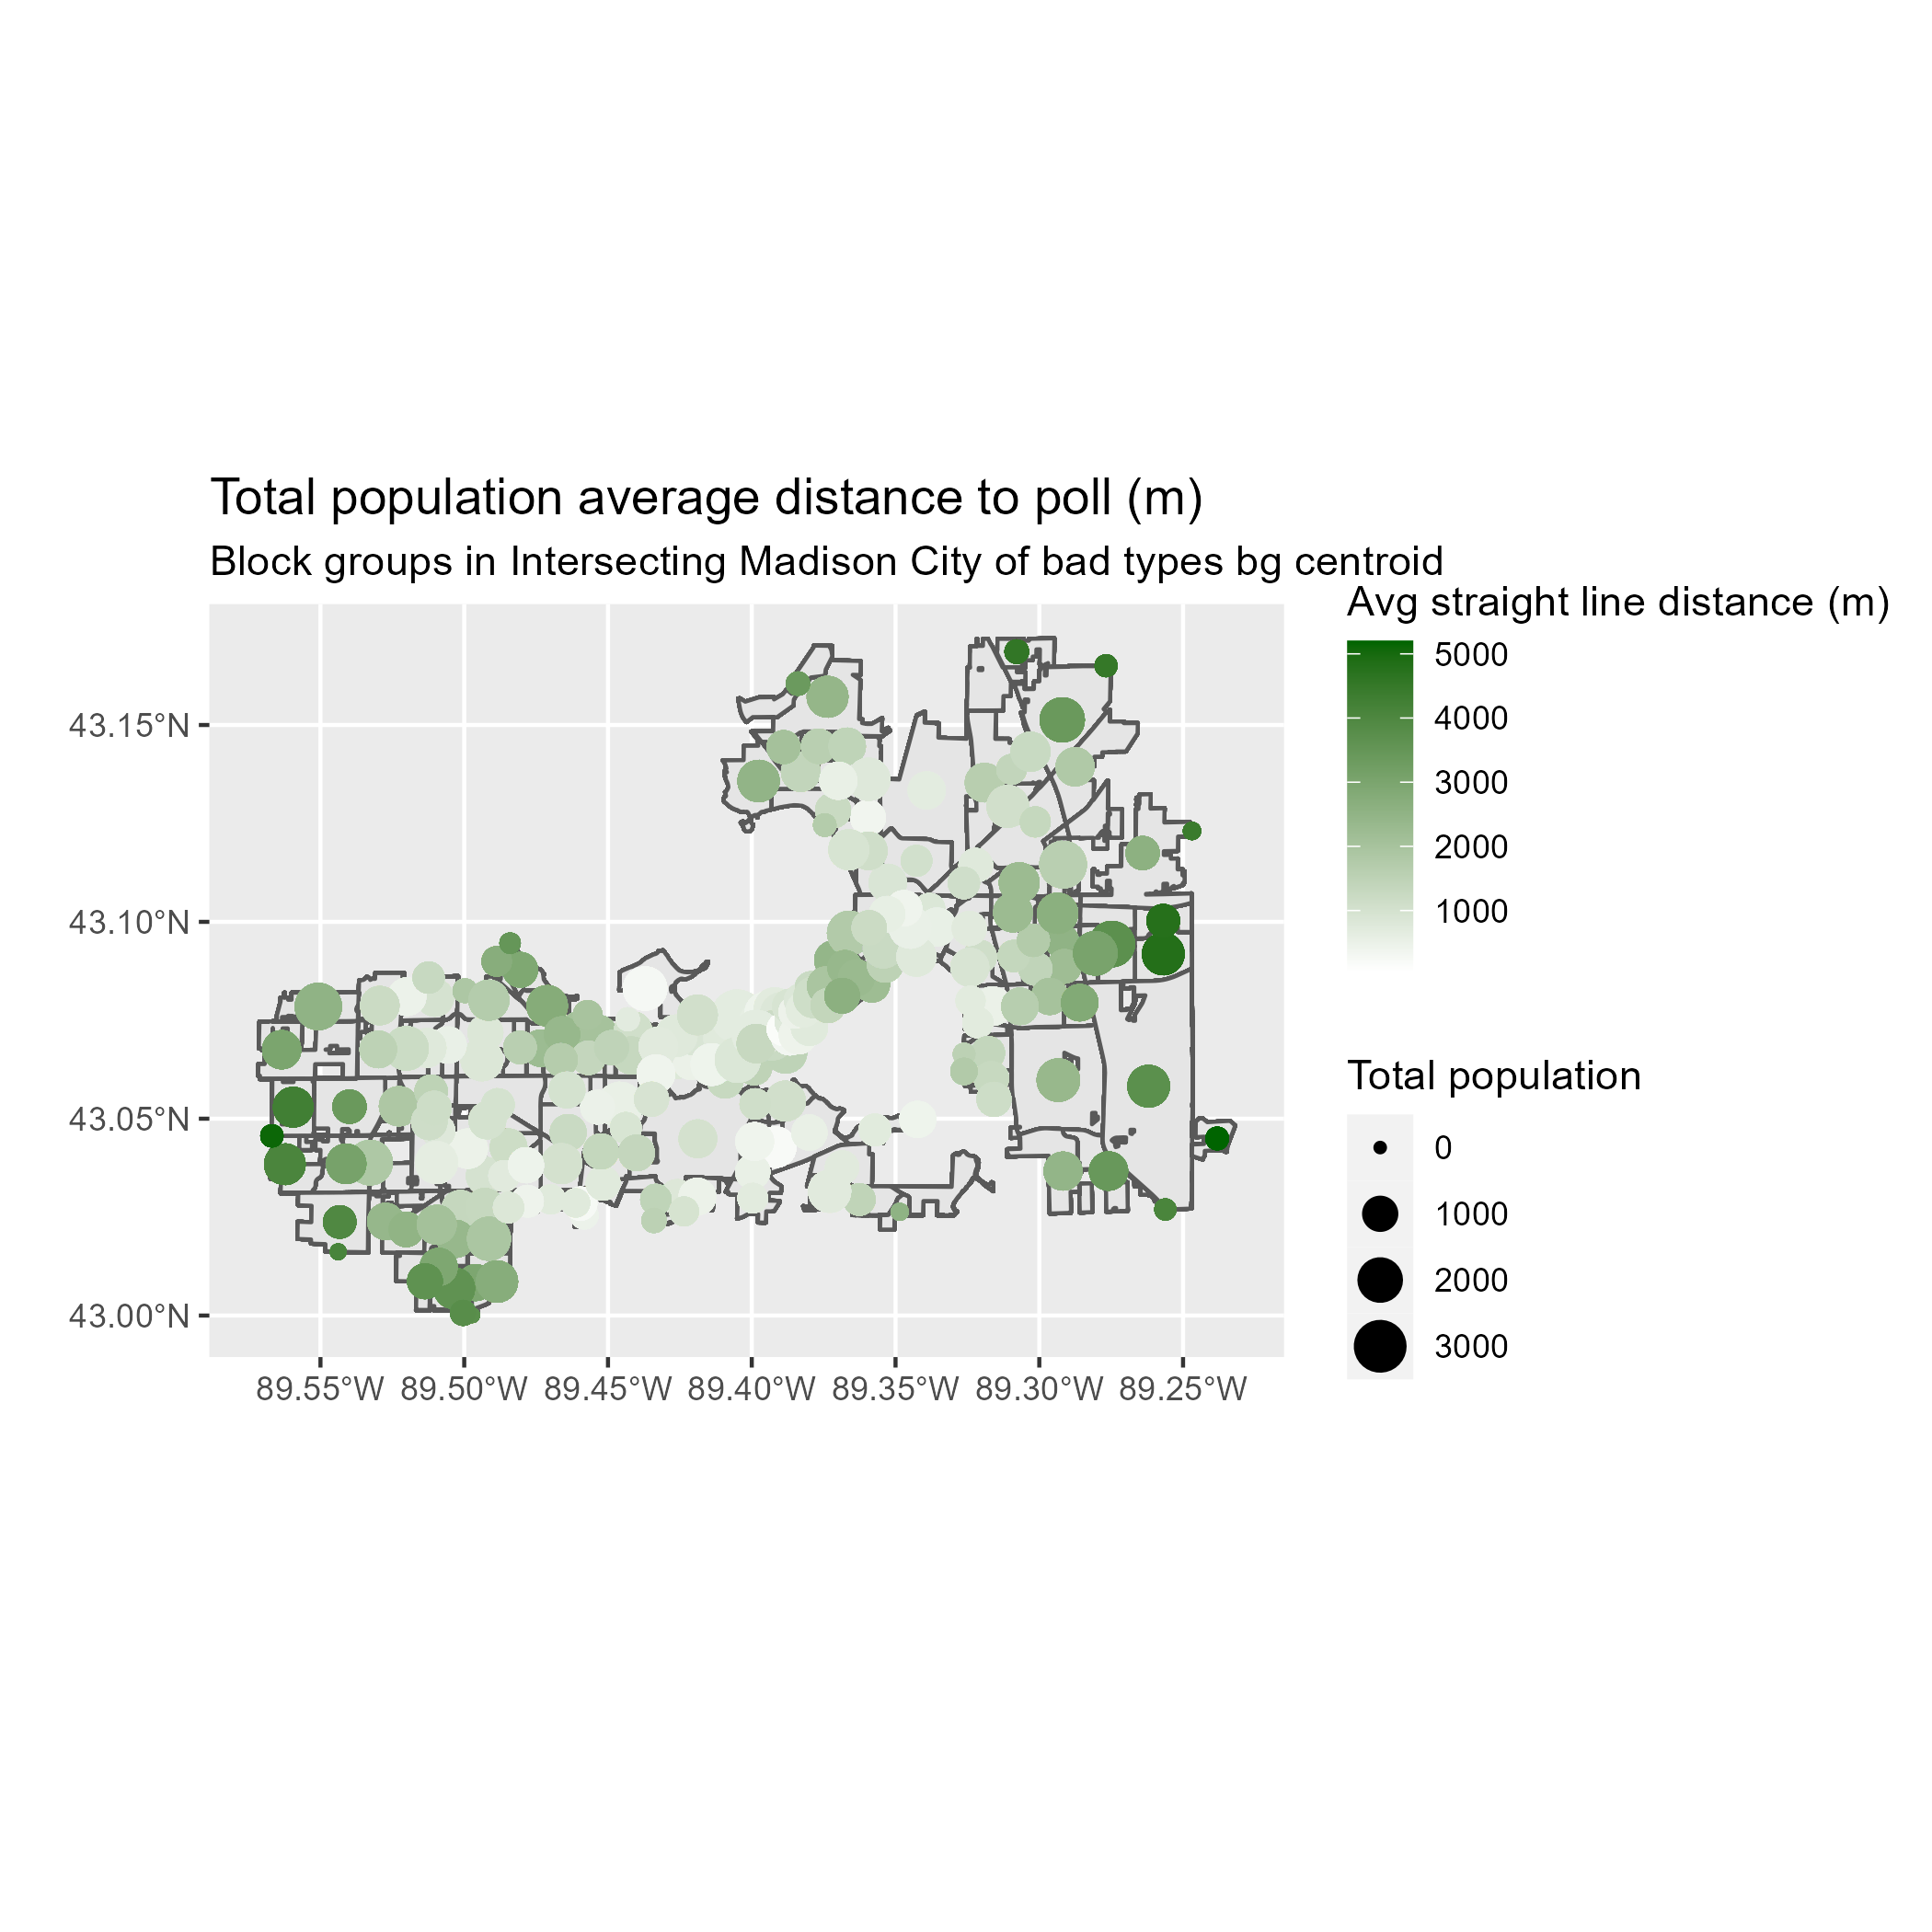 Total population average distance to poll (m)
Block groups in Intersecting Madison City of bad types bg centroid
Avg straight line distance (m)
5000
4000
3000
2000
1000
Total population
0
1000
2000
3000
43.15°N
43.10°N
43.05°N
43.00°N
89.55°W 89.50°W 89.45°W 89.40°W 89.35°W 89.30°W 89.25°W